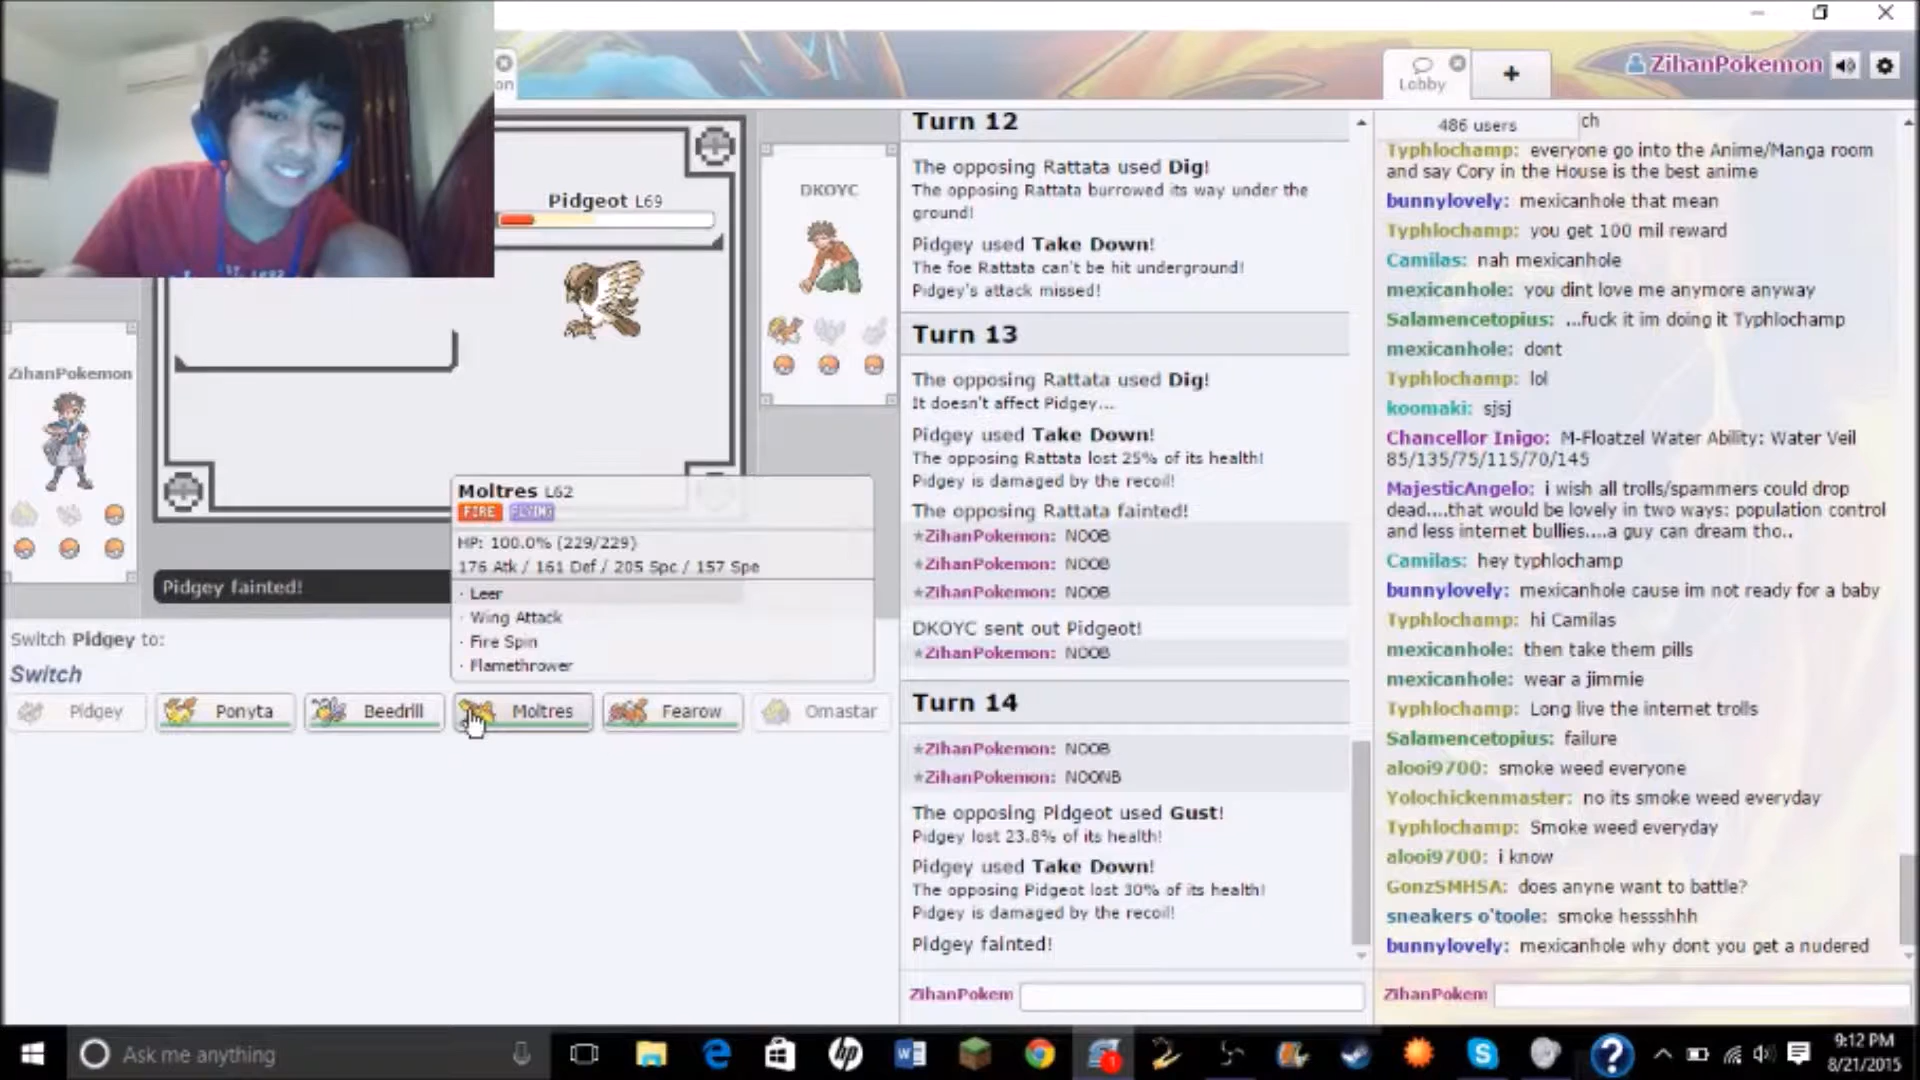 on
Lobby
ZihanPokemon
Pidgeot L69
DKOYC
ZihanPokemon
Moltres L62
FIRE FLYING
HP: 100.0% (229/229)
176 Atk / 161 Def / 205 Spc / 157 Spe
· Leer
· Wing Attack
· Fire Spin
· Flamethrower
Pidgey fainted!
Switch Pidgey to:
Switch
Pidgey
Ponyta
Beedrill
Moltres
Fearow
Omastar
Turn 12
The opposing Rattata used Dig!
The opposing Rattata burrowed its way under the
ground!
Pidgey used Take Down!
The foe Rattata can't be hit underground!
Pidgey's attack missed!
Turn 13
The opposing Rattata used Dig!
It doesn't affect Pidgey...
Pidgey used Take Down!
The opposing Rattata lost 25% of its health!
Pidgey is damaged by the recoil!
The opposing Rattata fainted!
★ZihanPokemon: NOOB
★ZihanPokemon: NOOB
★ZihanPokemon: NOOB
DKOYC sent out Pidgeot!
★ZihanPokemon: NOOB
Turn 14
★ZihanPokemon: NOOB
★ZihanPokemon: NOONB
The opposing Pidgeot used Gust!
Pidgey lost 23.8% of its health!
Pidgey used Take Down!
The opposing Pidgeot lost 30% of its health!
Pidgey is damaged by the recoil!
Pidgey fainted!
ZihanPokem
486 users
ch
Typhlochamp: everyone go into the Anime/Manga room
and say Cory in the House is the best anime
bunnylovely: mexicanhole that mean
Typhlochamp: you get 100 mil reward
Camilas: nah mexicanhole
mexicanhole: you dint love me anymore anyway
Salamencetopius: ...fuck it im doing it Typhlochamp
mexicanhole: dont
Typhlochamp: lol
koomaki: sjsj
Chancellor Inigo: M-Floatzel Water Ability: Water Veil
85/135/75/115/70/145
MajesticAngelo: i wish all trolls/spammers could drop
dead....that would be lovely in two ways: population control
and less internet bullies....a guy can dream tho..
Camilas: hey typhlochamp
bunnylovely: mexicanhole cause im not ready for a baby
Typhlochamp: hi Camilas
mexicanhole: then take them pills
mexicanhole: wear a jimmie
Typhlochamp: Long live the internet trolls
Salamencetopius: failure
alooi9700: smoke weed everyone
Yolochickenmaster: no its smoke weed everyday
Typhlochamp: Smoke weed everyday
alooi9700: i know
GonzSMHSA: does anyne want to battle?
sneakers o'toole: smoke hessshhh
bunnylovely: mexicanhole why dont you get a nudered
ZihanPokem
Ask me anything
9:12 PM
8/21/2015